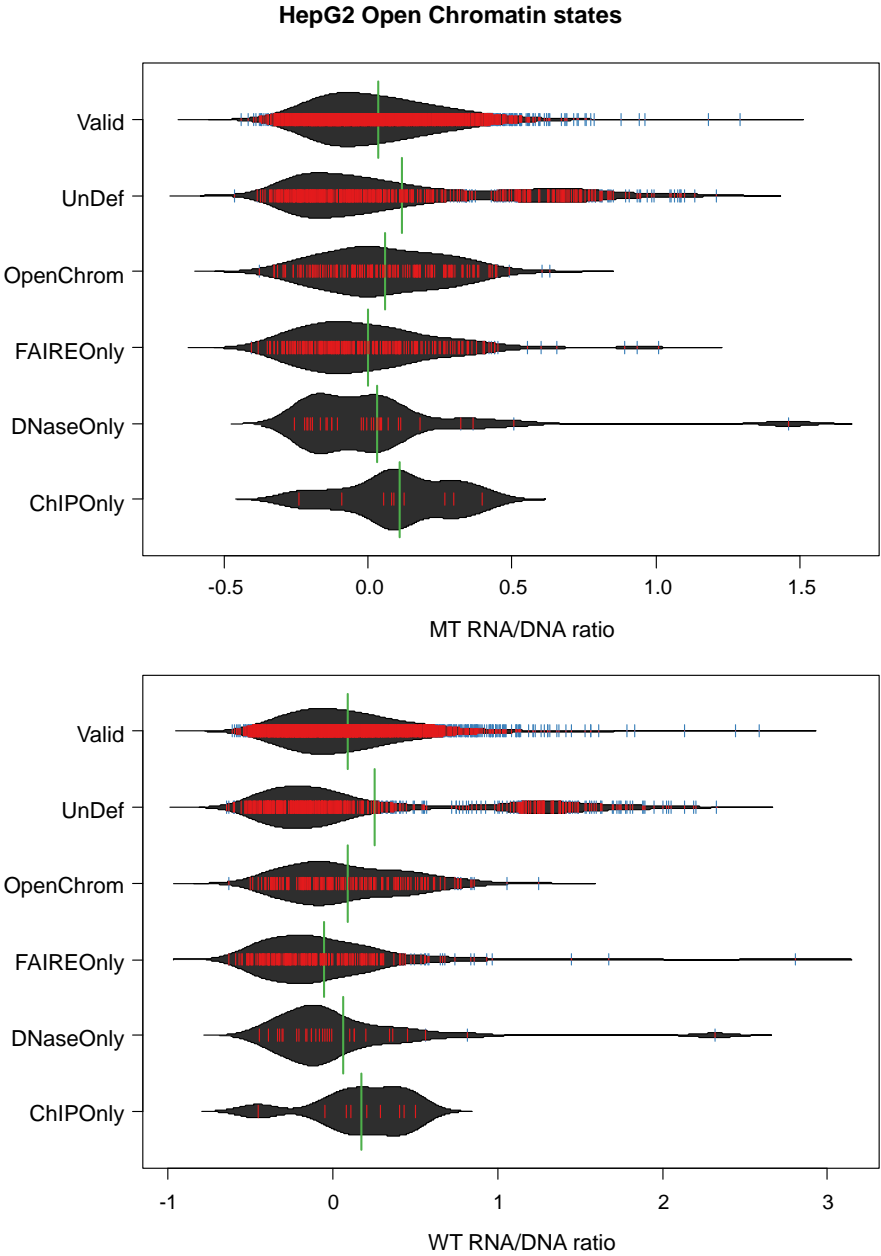 HepG2 Open Chromatin states
Valid
UnDef
OpenChrom
FAIREOnly
DNaseOnly
ChIPOnly
-0.5 0.0 0.5 1.0 1.5
MT RNA/DNA ratio
Valid
UnDef
OpenChrom
FAIREOnly
DNaseOnly
ChIPOnly
-1 0 1 2 3
WT RNA/DNA ratio